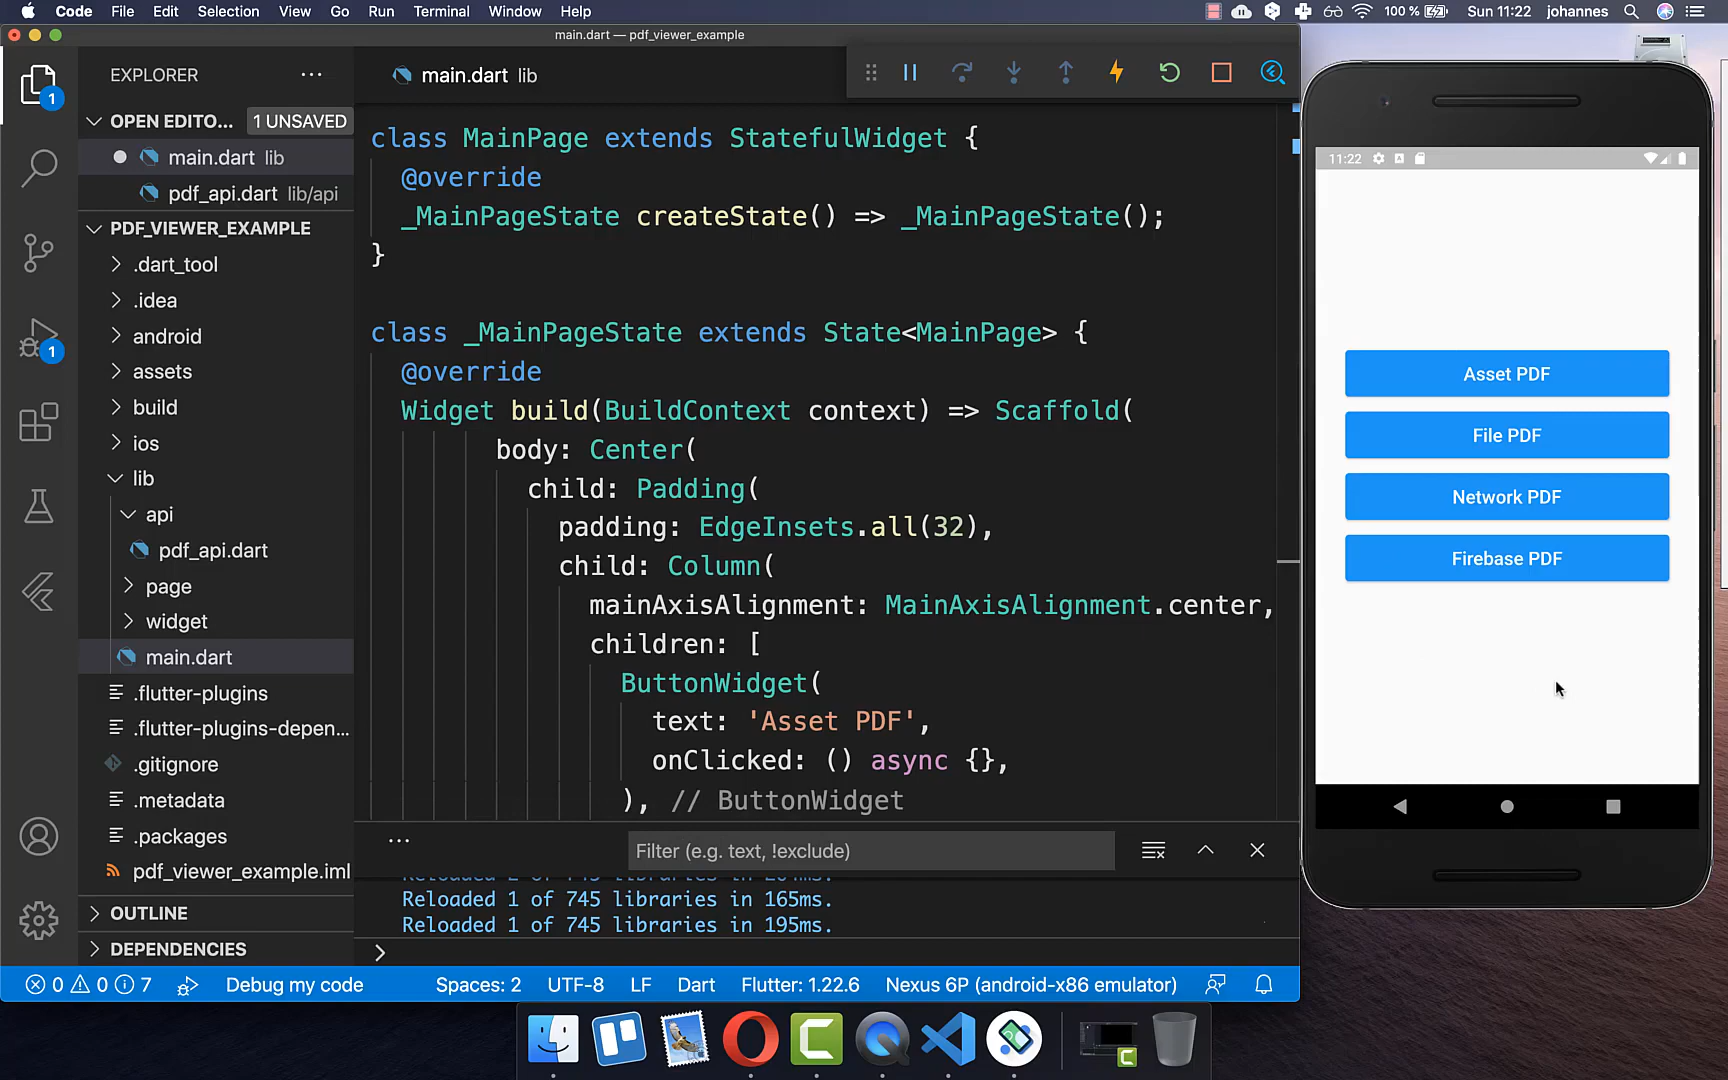 Code File Edit Selection View Go Run Terminal Window Help
100 % Sun 11:22 johannes
main.dart — pdf_viewer_example
EXPLORER
OPEN EDITO... 1 UNSAVED
main.dart lib
pdf_api.dart lib/api
PDF_VIEWER_EXAMPLE
.dart_tool
.idea
android
assets
build
ios
lib
api
pdf_api.dart
page
widget
main.dart
.flutter-plugins
.flutter-plugins-depen...
.gitignore
.metadata
.packages
pdf_viewer_example.iml
OUTLINE
DEPENDENCIES
1
1
main.dart lib
class MainPage extends StatefulWidget {
@override
_MainPageState createState() => _MainPageState();
}
class _MainPageState extends State<MainPage> {
@override
Widget build(BuildContext context) => Scaffold(
body: Center(
child: Padding(
padding: EdgeInsets.all(32),
child: Column(
mainAxisAlignment: MainAxisAlignment.center,
children: [
ButtonWidget(
text: 'Asset PDF',
onClicked: () async {},
), // ButtonWidget
Filter (e.g. text, !exclude)
Reloaded 1 of 745 libraries in 165ms.
Reloaded 1 of 745 libraries in 195ms.
0 0 7 Debug my code Spaces: 2 UTF-8 LF Dart Flutter: 1.22.6 Nexus 6P (android-x86 emulator)
11:22
Asset PDF
File PDF
Network PDF
Firebase PDF